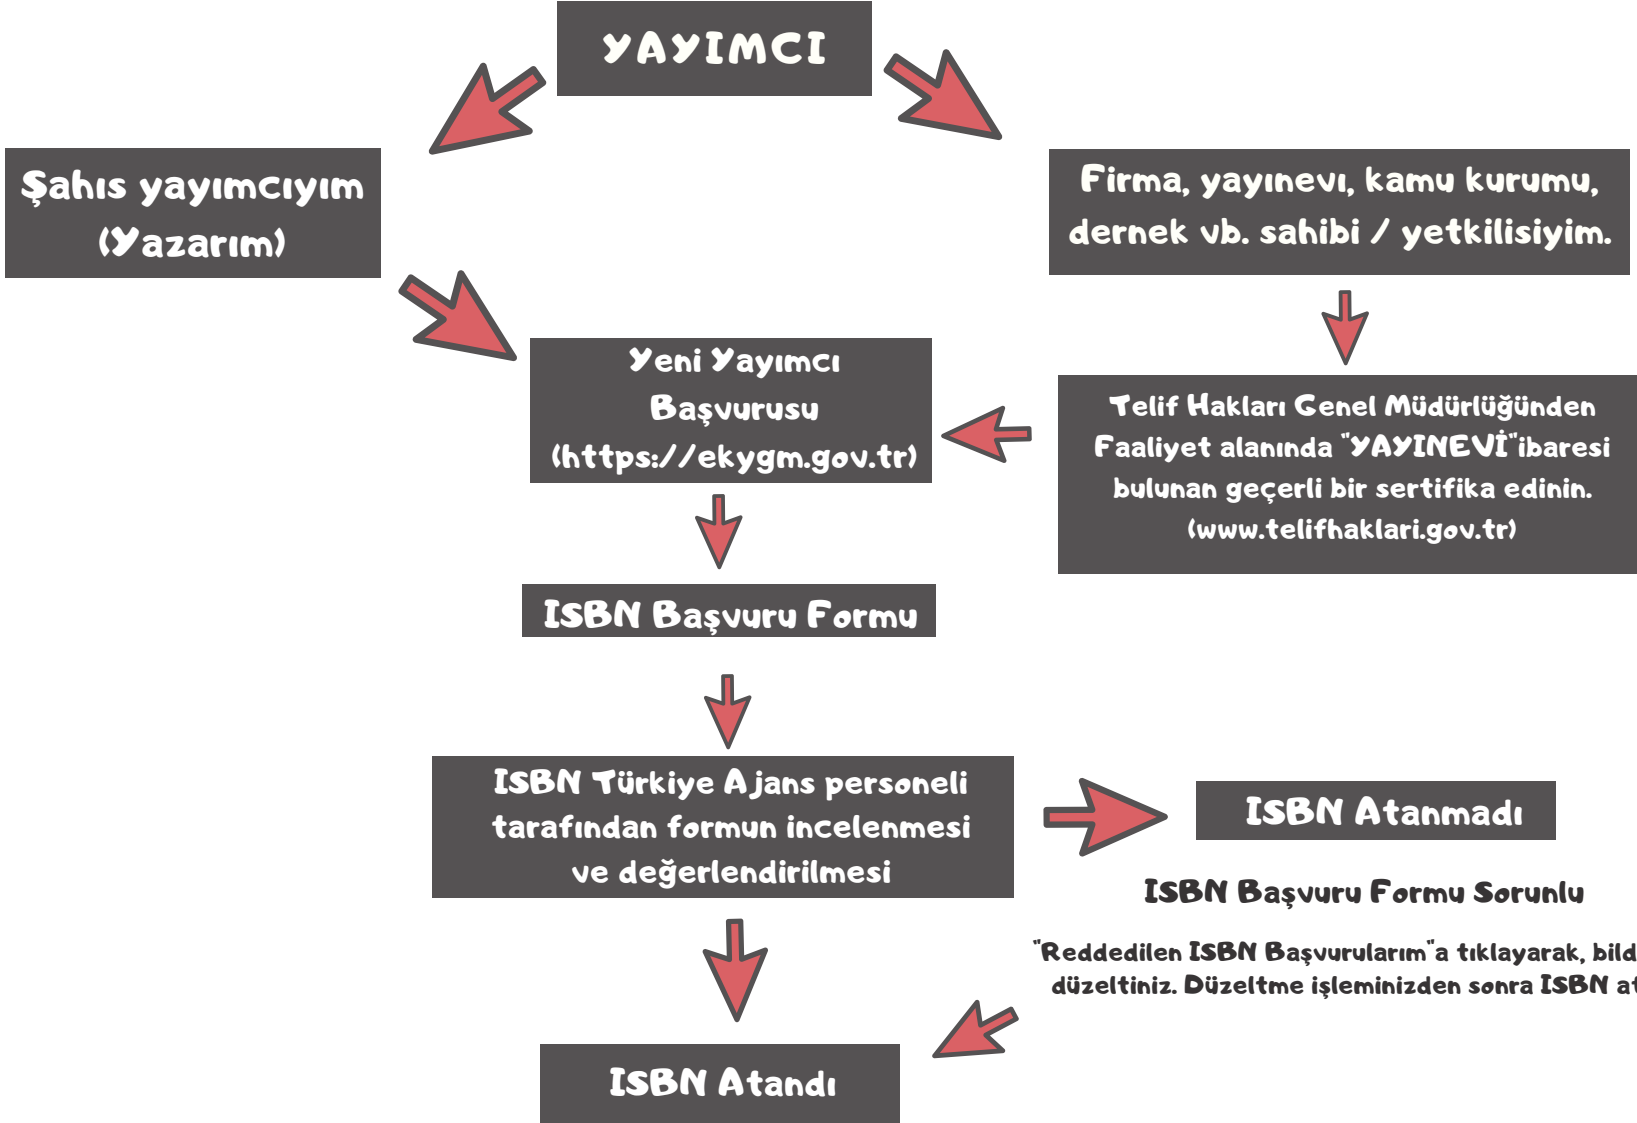 YAYIMCI
Şahıs yayımcıyım
(Yazarım)
Firma, yayınevı, kamu kurumu,
dernek vb. sahibi / yetkilisiyim.
Yeni Yayımcı
Başvurusu
(https://ekygm.gov.tr)
Telif Hakları Genel Müdürlüğünden
Faaliyet alanında "YAYINEVİ"ibaresi
bulunan geçerli bir sertifika edinin.
(www.telifhaklari.gov.tr)
ISBN Başvuru Formu
ISBN Türkiye Ajans personeli
tarafından formun incelenmesi
ve değerlendirilmesi
ISBN Atanmadı
ISBN Başvuru Formu Sorunlu
"Reddedilen ISBN Başvurularım"a tıklayarak,
düzeltiniz. Düzeltme işleminizden sonra ISBN
ISBN Atandı